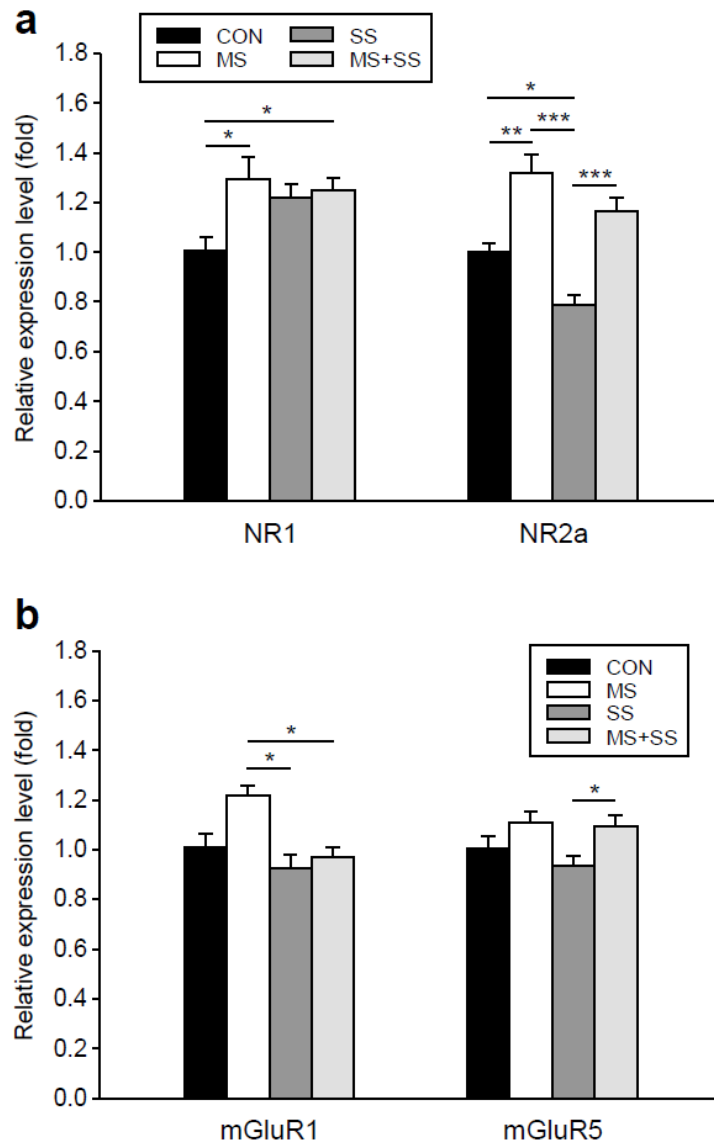 a
CON SS
MS MS+SS
Relative expression level (fold)
1.8
1.6
1.4
1.2
1.0
0.8
0.6
0.4
0.2
0.0
*
*
*
** ***
***
NR1 NR2a
b
CON
MS
SS
MS+SS
Relative expression level (fold)
1.8
1.6
1.4
1.2
1.0
0.8
0.6
0.4
0.2
0.0
*
*
*
mGluR1 mGluR5